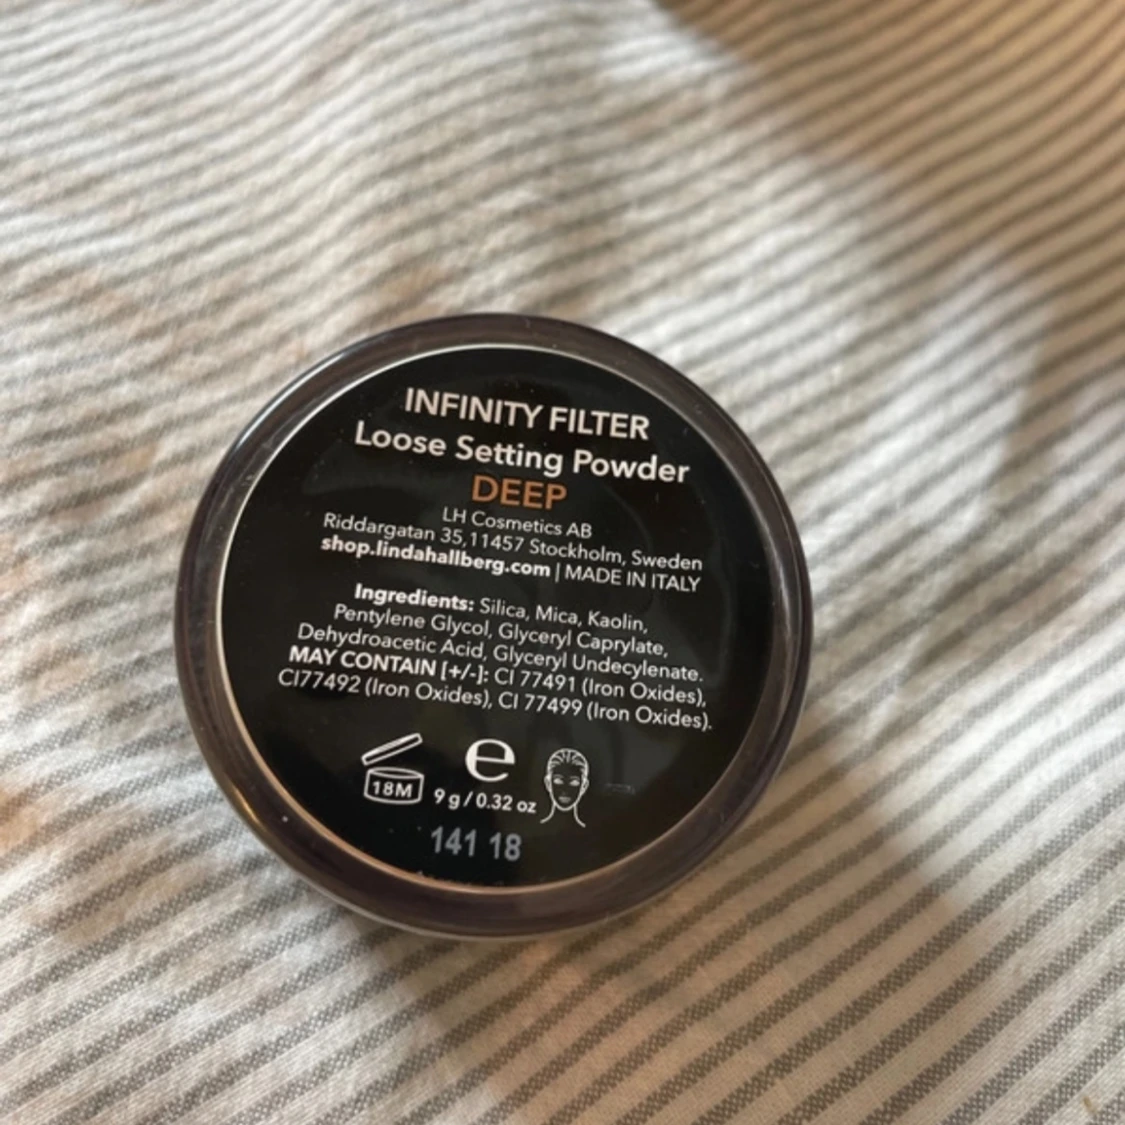 INFINITY FILTER
Loose Setting Powder
DEEP
LH Cosmetics AB
Riddargatan 35,11457 Stockholm, Sweden
shop.lindahallberg.com | MADE IN ITALY
Ingredients: Silica, Mica, Kaolin,
Pentylene Glycol, Glyceryl Caprylate,
Dehydroacetic Acid, Glyceryl Undecylenate.
MAY CONTAIN [+/-]: CI 77491 (Iron Oxides),
CI77492 (Iron Oxides), CI 77499 (Iron Oxides).
18M
e
9 g / 0.32 oz
141 18